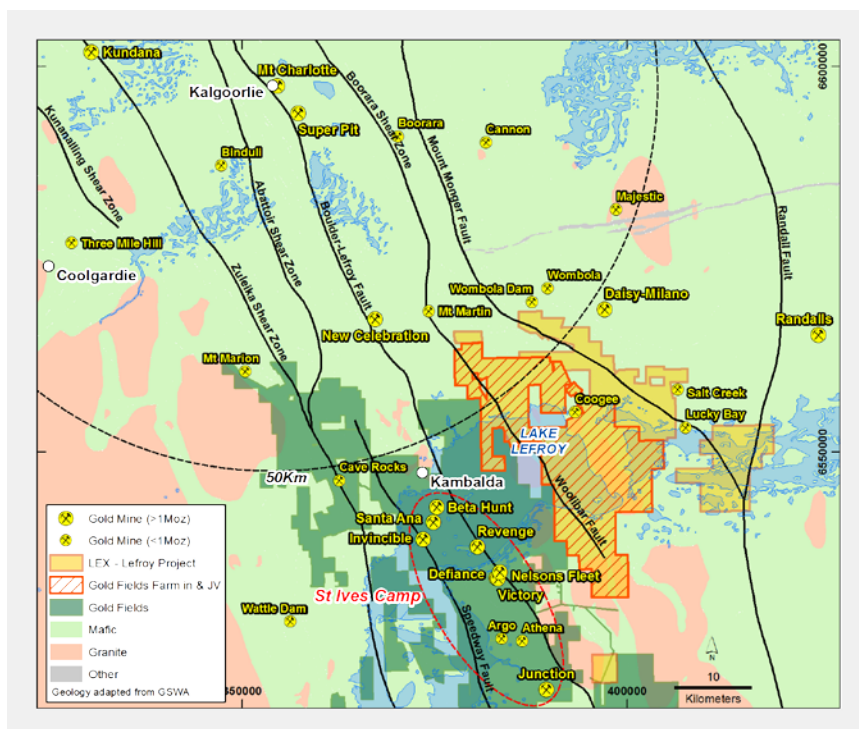 Kundana
Mt Charlotte
Kalgoorlie
Super Pit
Boorara Shear Zone
Boorara
Cannon
6600000
Kunanalling Shear Zone
Binduli
Abattoir Shear Zone
Mount Monger Fault
Majestic
Three Mile Hill
Coolgardie
Boulder-Lefroy Fault
Randall Fault
Zuleika Shear Zone
Wombola
Wombola Dam
Daisy-Milano
Mt Martin
New Celebration
Randalls
Mt Marion
Salt Creek
Coogee
Lucky Bay
LAKE
LEFROY
50Km
Cave Rocks
Kambalda
Woolibar Fault
6550000
Beta Hunt
Santa Ana
Invincible
Revenge
Defiance
Nelsons Fleet
Victory
St Ives Camp
Wattle Dam
Speedway Fault
Argo
Athena
Junction
Gold Mine (>1Moz)
Gold Mine (<1Moz)
LEX - Lefroy Project
Gold Fields Farm in & JV
Gold Fields
Mafic
Granite
Other
Geology adapted from GSWA
350000
400000
N
10
Kilometers